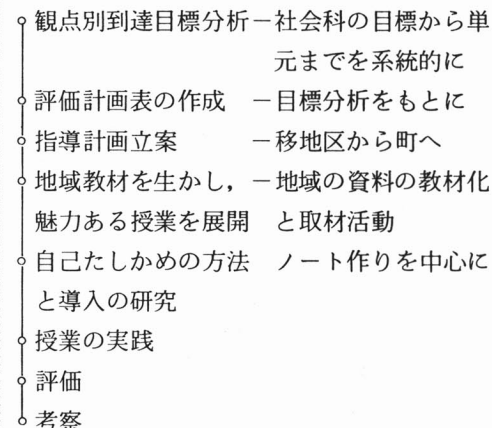 観点別到達目標分析－社会科の目標から単
元までを系統的に
評価計画表の作成　－目標分析をもとに
指導計画立案　－移地区から町へ
地域教材を生かし，－地域の資料の教材化
魅力ある授業を展開　と取材活動
自己たしかめの方法　ノート作りを中心に
と導入の研究
授業の実践
評価
考察